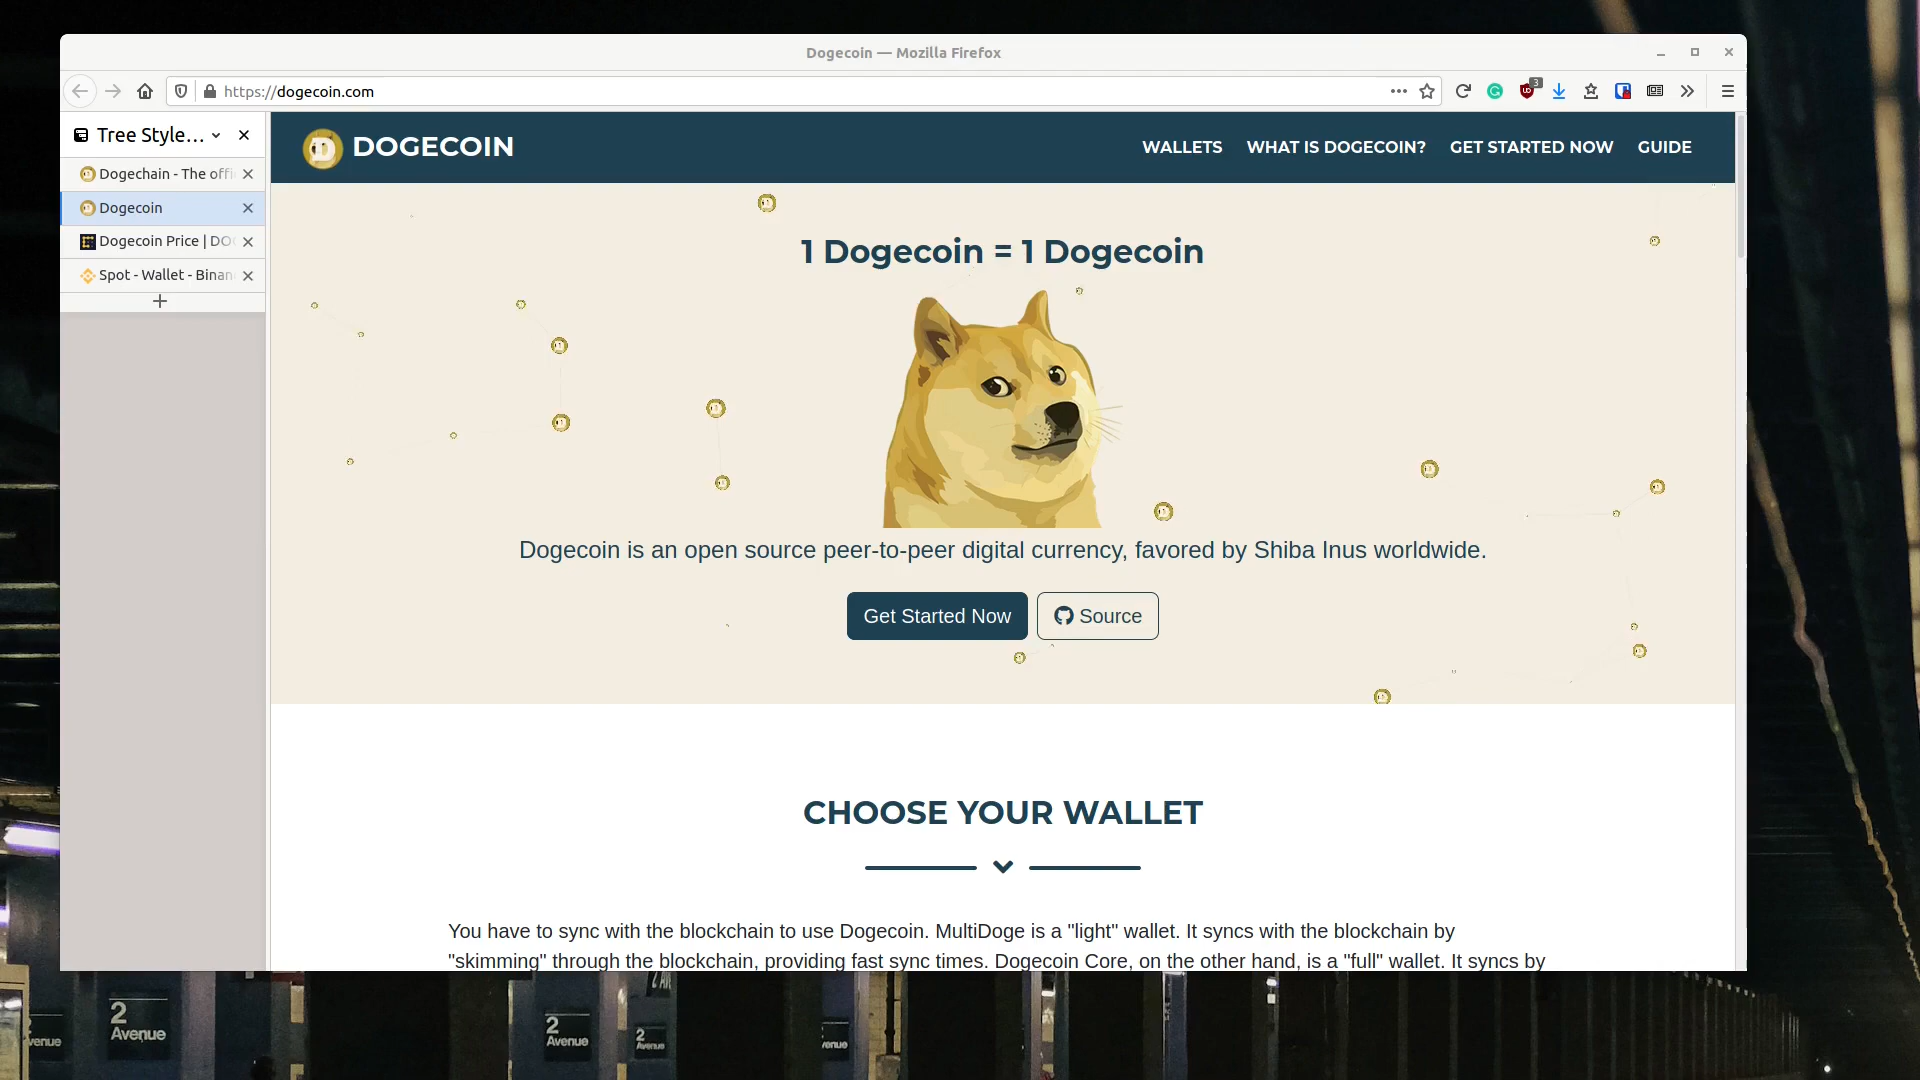 Dogecoin — Mozilla Firefox
https://dogecoin.com
3
Tree Style...
Dogechain - The offi
Dogecoin
Dogecoin Price | DO
Spot - Wallet - Binan
DOGECOIN
WALLETS
WHAT IS DOGECOIN?
GET STARTED NOW
GUIDE
1 Dogecoin = 1 Dogecoin
Dogecoin is an open source peer-to-peer digital currency, favored by Shiba Inus worldwide.
Get Started Now
Source
CHOOSE YOUR WALLET
You have to sync with the blockchain to use Dogecoin. MultiDoge is a "light" wallet. It syncs with the blockchain by
"skimming" through the blockchain, providing fast sync times. Dogecoin Core, on the other hand, is a "full" wallet. It syncs by
2
Avenue
2
Avenue
2
Avenue